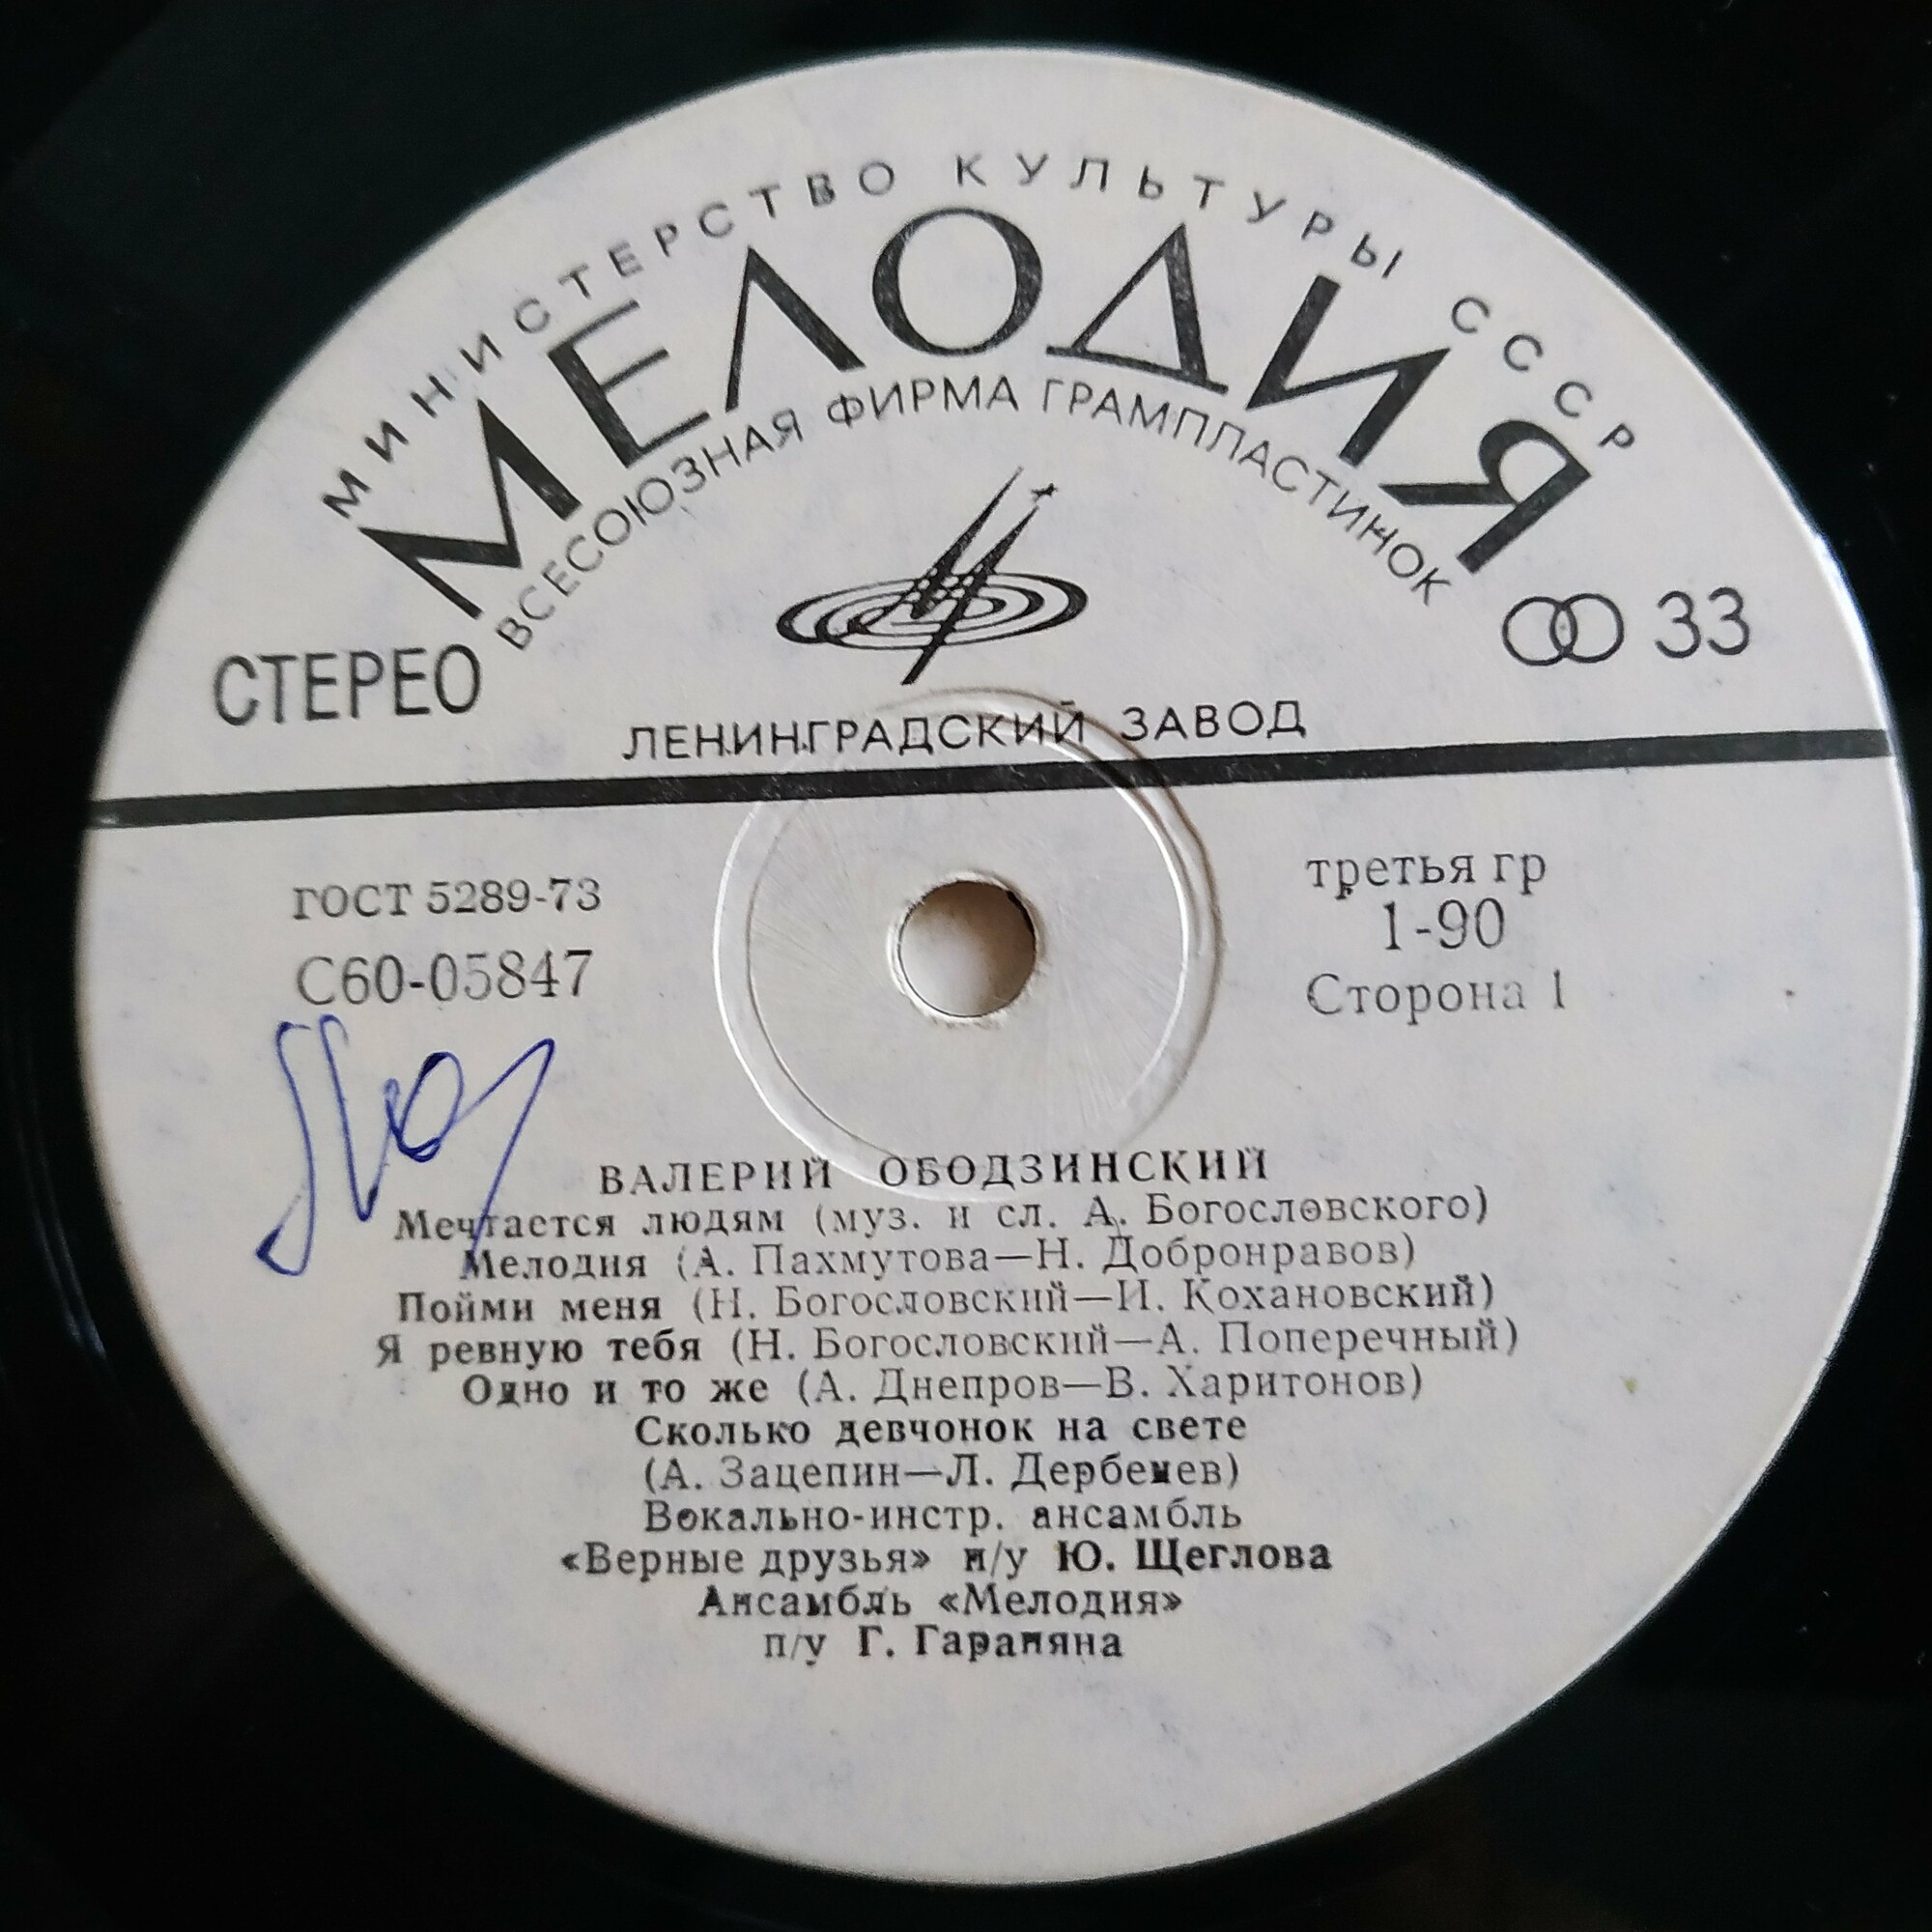 МИНИСТЕРСТВО КУЛЬТУРЫ СССР
МЕЛОДИЯ
ВСЕСОЮЗНАЯ ФИРМА ГРАМПЛАСТИНОК
СТЕРЕО
33
ЛЕНИНГРАДСКИЙ ЗАВОД
ГОСТ 5289-73
С60-05847
третья гр
1-90
Сторона 1
ВАЛЕРИЙ ОБОДЗИНСКИЙ
Мечтается людям (муз. и сл. А. Богословского)
Мелодия (А. Пахмутова—Н. Добронравов)
Пойми меня (Н. Богословский—И. Кохановский)
Я ревную тебя (Н. Богословский—А. Поперечный)
Одно и то же (А. Днепров—В. Харитонов)
Сколько девчонок на свете
(А. Зацепин—Л. Дербенев)
Вокально-инстр. ансамбль
«Верные друзья» п/у Ю. Щеглова
Ансамбль «Мелодия»
п/у Г. Гараняна